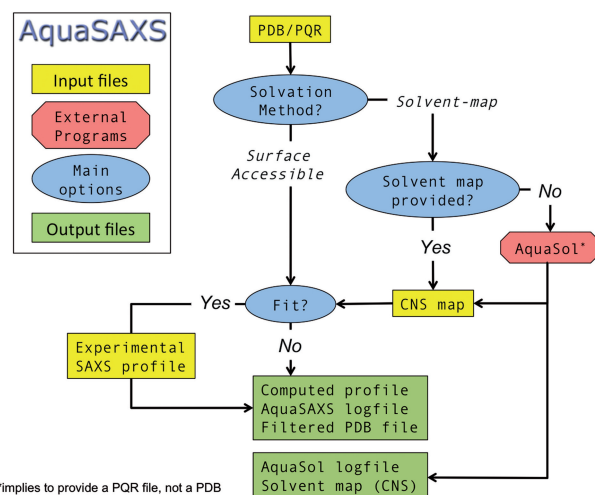 AquaSAXS
Input files
External
Programs
Main
options
Output files
PDB/PQR
Solvation
Method?
Solvent-map
Surface
Accessible
Solvent map
provided?
No
Yes
AquaSol*
Yes
Fit?
CNS map
No
Experimental
SAXS profile
Computed profile
AquaSAXS logfile
Filtered PDB file
AquaSol logfile
Solvent map (CNS)
*implies to provide a PQR file, not a PDB